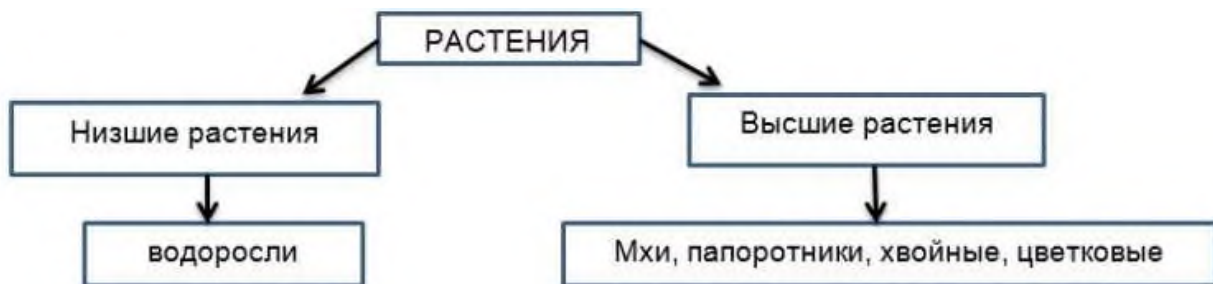 РАСТЕНИЯ
Низшие растения
Высшие растения
водоросли
Мхи, папоротники, хвойные, цветковые